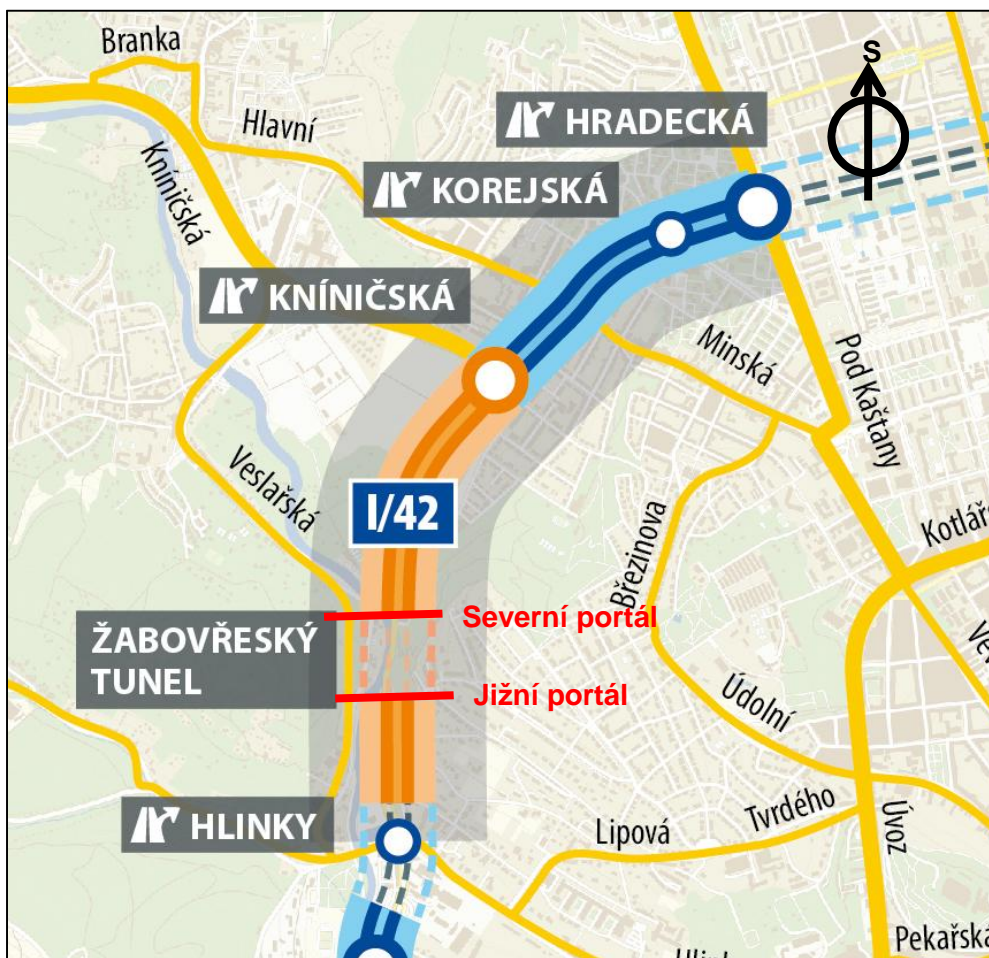 Branka
S
Hlavní
HRADECKÁ
Kníničská
KOREJSKÁ
KNÍNIČSKÁ
Minská
Pod Kaštany
Veslařská
I/42
Kotlářs
Březinova
Severní portál
ŽABOVŘESKÝ
TUNEL
Jižní portál
Údolní
HLINKY
Lipová
Tvrdého
Úvoz
Pekařská